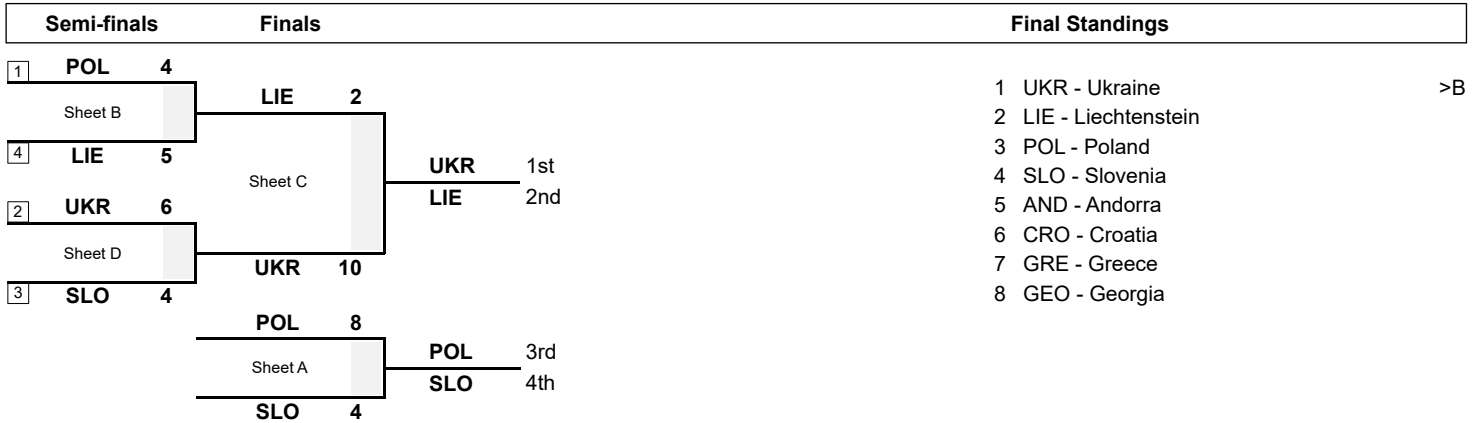 Semi-finals Finals Final Standings
1 POL 4
Sheet B
4 LIE 5
2 UKR 6
Sheet D
3 SLO 4
LIE 2
Sheet C
UKR 10
POL 8
Sheet A
SLO 4
UKR 1st
LIE 2nd
POL 3rd
SLO 4th
1 UKR - Ukraine >B
2 LIE - Liechtenstein
3 POL - Poland
4 SLO - Slovenia
5 AND - Andorra
6 CRO - Croatia
7 GRE - Greece
8 GEO - Georgia